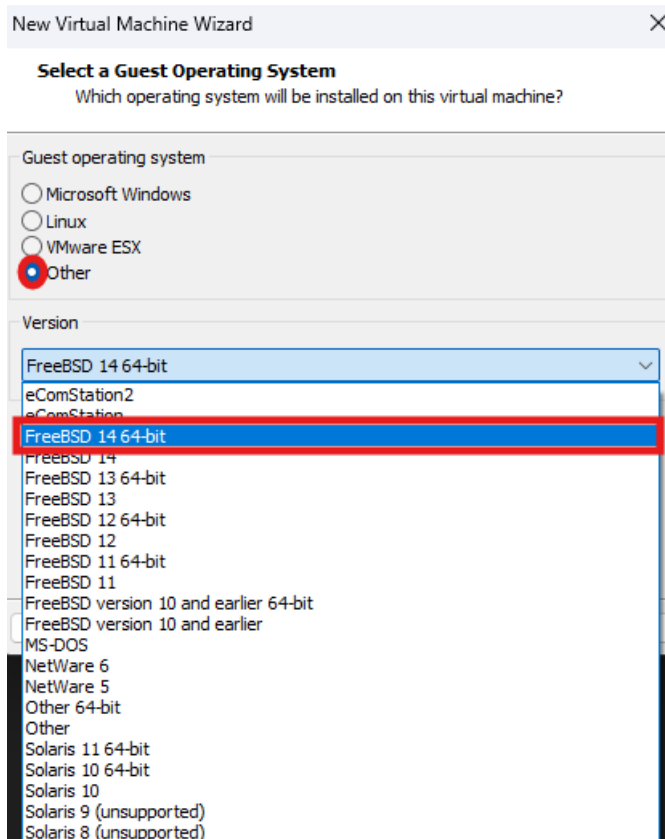 New Virtual Machine Wizard
Select a Guest Operating System
Which operating system will be installed on this virtual machine?
Guest operating system
Microsoft Windows
Linux
VMware ESX
Other
Version
FreeBSD 14 64-bit
eComStation2
eComStation
FreeBSD 14 64-bit
FreeBSD 14
FreeBSD 13 64-bit
FreeBSD 13
FreeBSD 12 64-bit
FreeBSD 12
FreeBSD 11 64-bit
FreeBSD 11
FreeBSD version 10 and earlier 64-bit
FreeBSD version 10 and earlier
MS-DOS
NetWare 6
NetWare 5
Other 64-bit
Other
Solaris 11 64-bit
Solaris 10 64-bit
Solaris 10
Solaris 9 (unsupported)
Solaris 8 (unsupported)